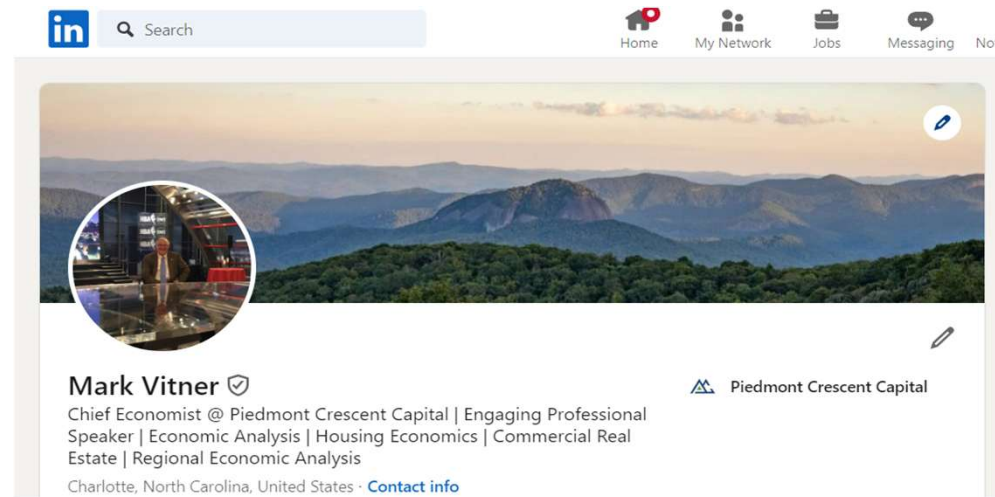 in Search
Home My Network Jobs Messaging No
Mark Vitner
Piedmont Crescent Capital
Chief Economist @ Piedmont Crescent Capital | Engaging Professional
Speaker | Economic Analysis | Housing Economics | Commercial Real
Estate | Regional Economic Analysis
Charlotte, North Carolina, United States · Contact info